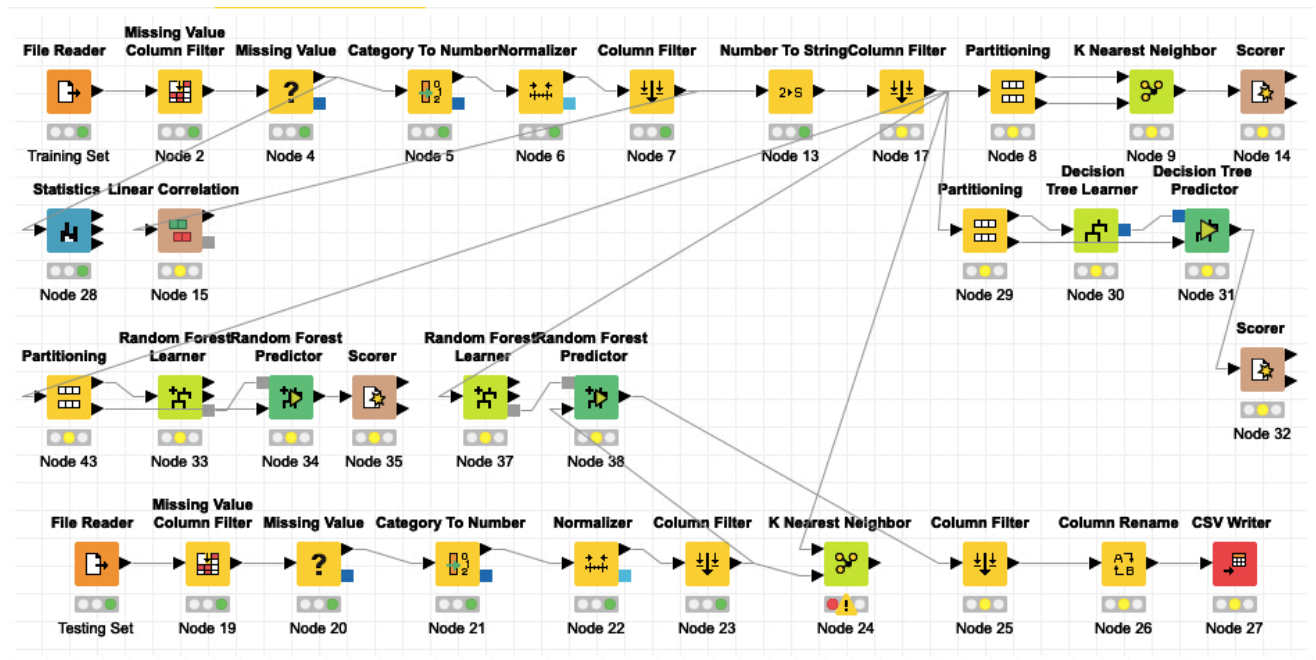 Missing Value
File Reader Column Filter Missing Value Category To Number Normalizer Column Filter Number To String Column Filter Partitioning K Nearest Neighbor Scorer
? 2▸S
Training Set Node 2 Node 4 Node 5 Node 6 Node 7 Node 13 Node 17 Node 8 Node 9 Node 14
Decision Decision Tree
Statistics Linear Correlation Partitioning Tree Learner Predictor
Node 28 Node 15 Node 29 Node 30 Node 31
Random Forest Random Forest Random Forest Random Forest Scorer
Partitioning Learner Predictor Scorer Learner Predictor
Node 43 Node 33 Node 34 Node 35 Node 37 Node 38 Node 32
Missing Value
File Reader Column Filter Missing Value Category To Number Normalizer Column Filter K Nearest Neighbor Column Filter Column Rename CSV Writer
? ! A B
Testing Set Node 19 Node 20 Node 21 Node 22 Node 23 Node 24 Node 25 Node 26 Node 27